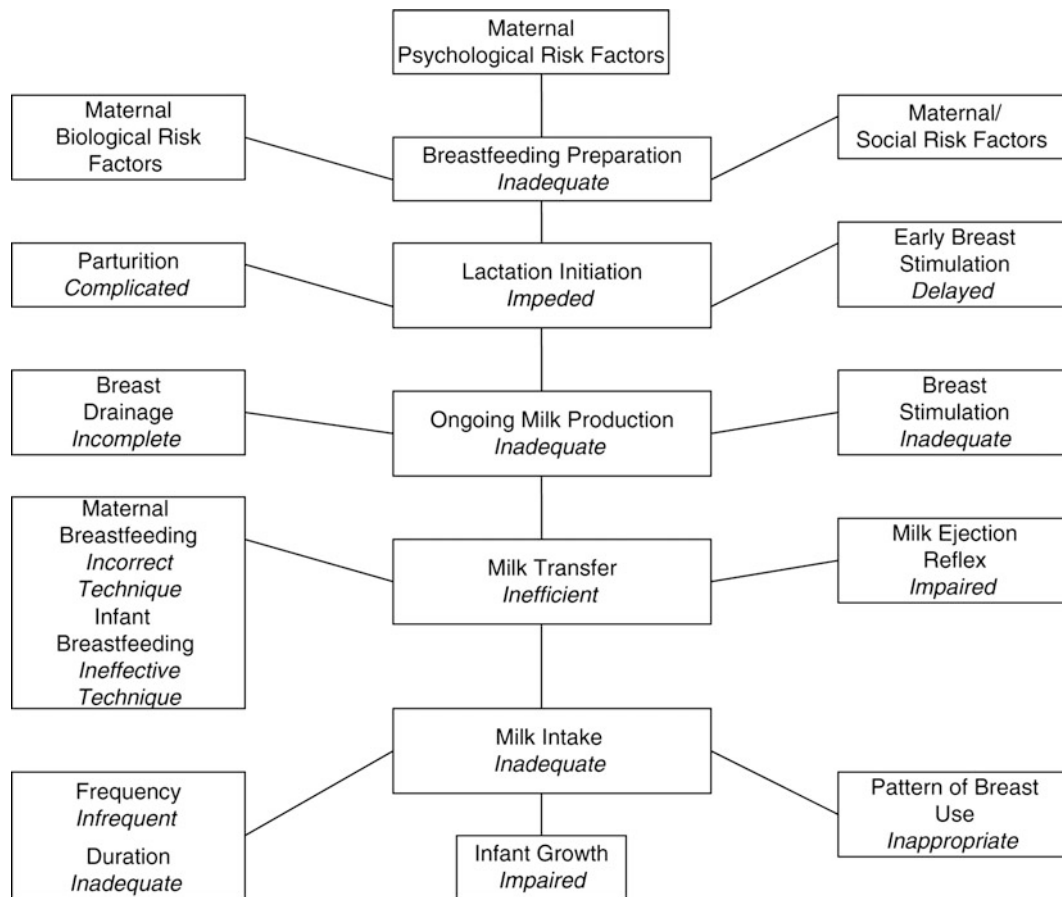 Maternal
Psychological Risk Factors
Maternal
Biological Risk
Factors
Maternal/
Social Risk Factors
Breastfeeding Preparation
Inadequate
Parturition
Complicated
Lactation Initiation
Impeded
Early Breast
Stimulation
Delayed
Breast
Drainage
Incomplete
Ongoing Milk Production
Inadequate
Breast
Stimulation
Inadequate
Maternal
Breastfeeding
Incorrect
Technique
Infant
Breastfeeding
Ineffective
Technique
Milk Transfer
Inefficient
Milk Ejection
Reflex
Impaired
Milk Intake
Inadequate
Frequency
Infrequent
Duration
Inadequate
Infant Growth
Impaired
Pattern of Breast
Use
Inappropriate